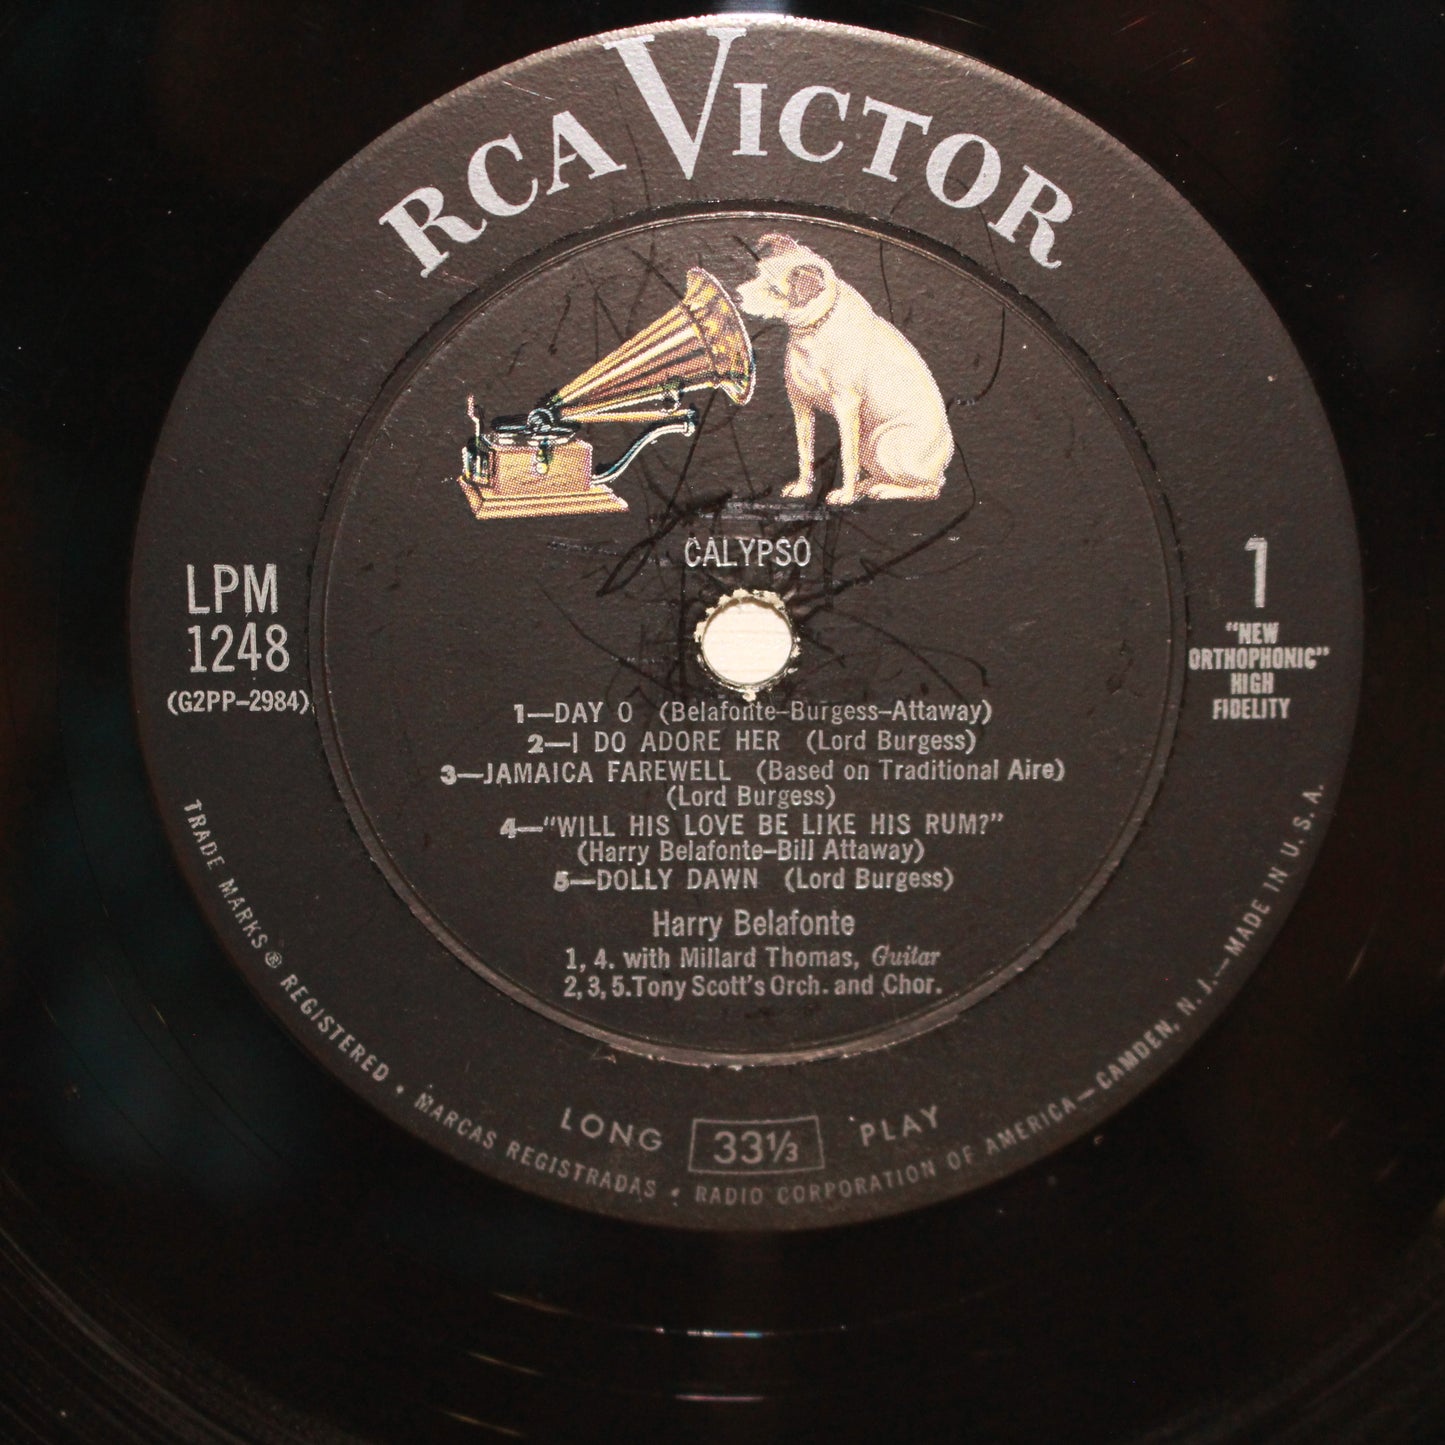 RCA VICTOR
CALYPSO
LPM
1248
(G2PP-2984)
1
"NEW
ORTHOPHONIC"
HIGH
FIDELITY
1—DAY O (Belafonte-Burgess-Attaway)
2—I DO ADORE HER (Lord Burgess)
3—JAMAICA FAREWELL (Based on Traditional Aire)
(Lord Burgess)
4—"WILL HIS LOVE BE LIKE HIS RUM?"
(Harry Belafonte-Bill Attaway)
5—DOLLY DAWN (Lord Burgess)
Harry Belafonte
1, 4. with Millard Thomas, Guitar
2, 3, 5. Tony Scott's Orch. and Chor.
LONG 33⅓ PLAY
TRADE MARKS ® REGISTERED • MARCAS REGISTRADAS • RADIO CORPORATION OF AMERICA—CAMDEN, N. J.—MADE IN U. S. A.